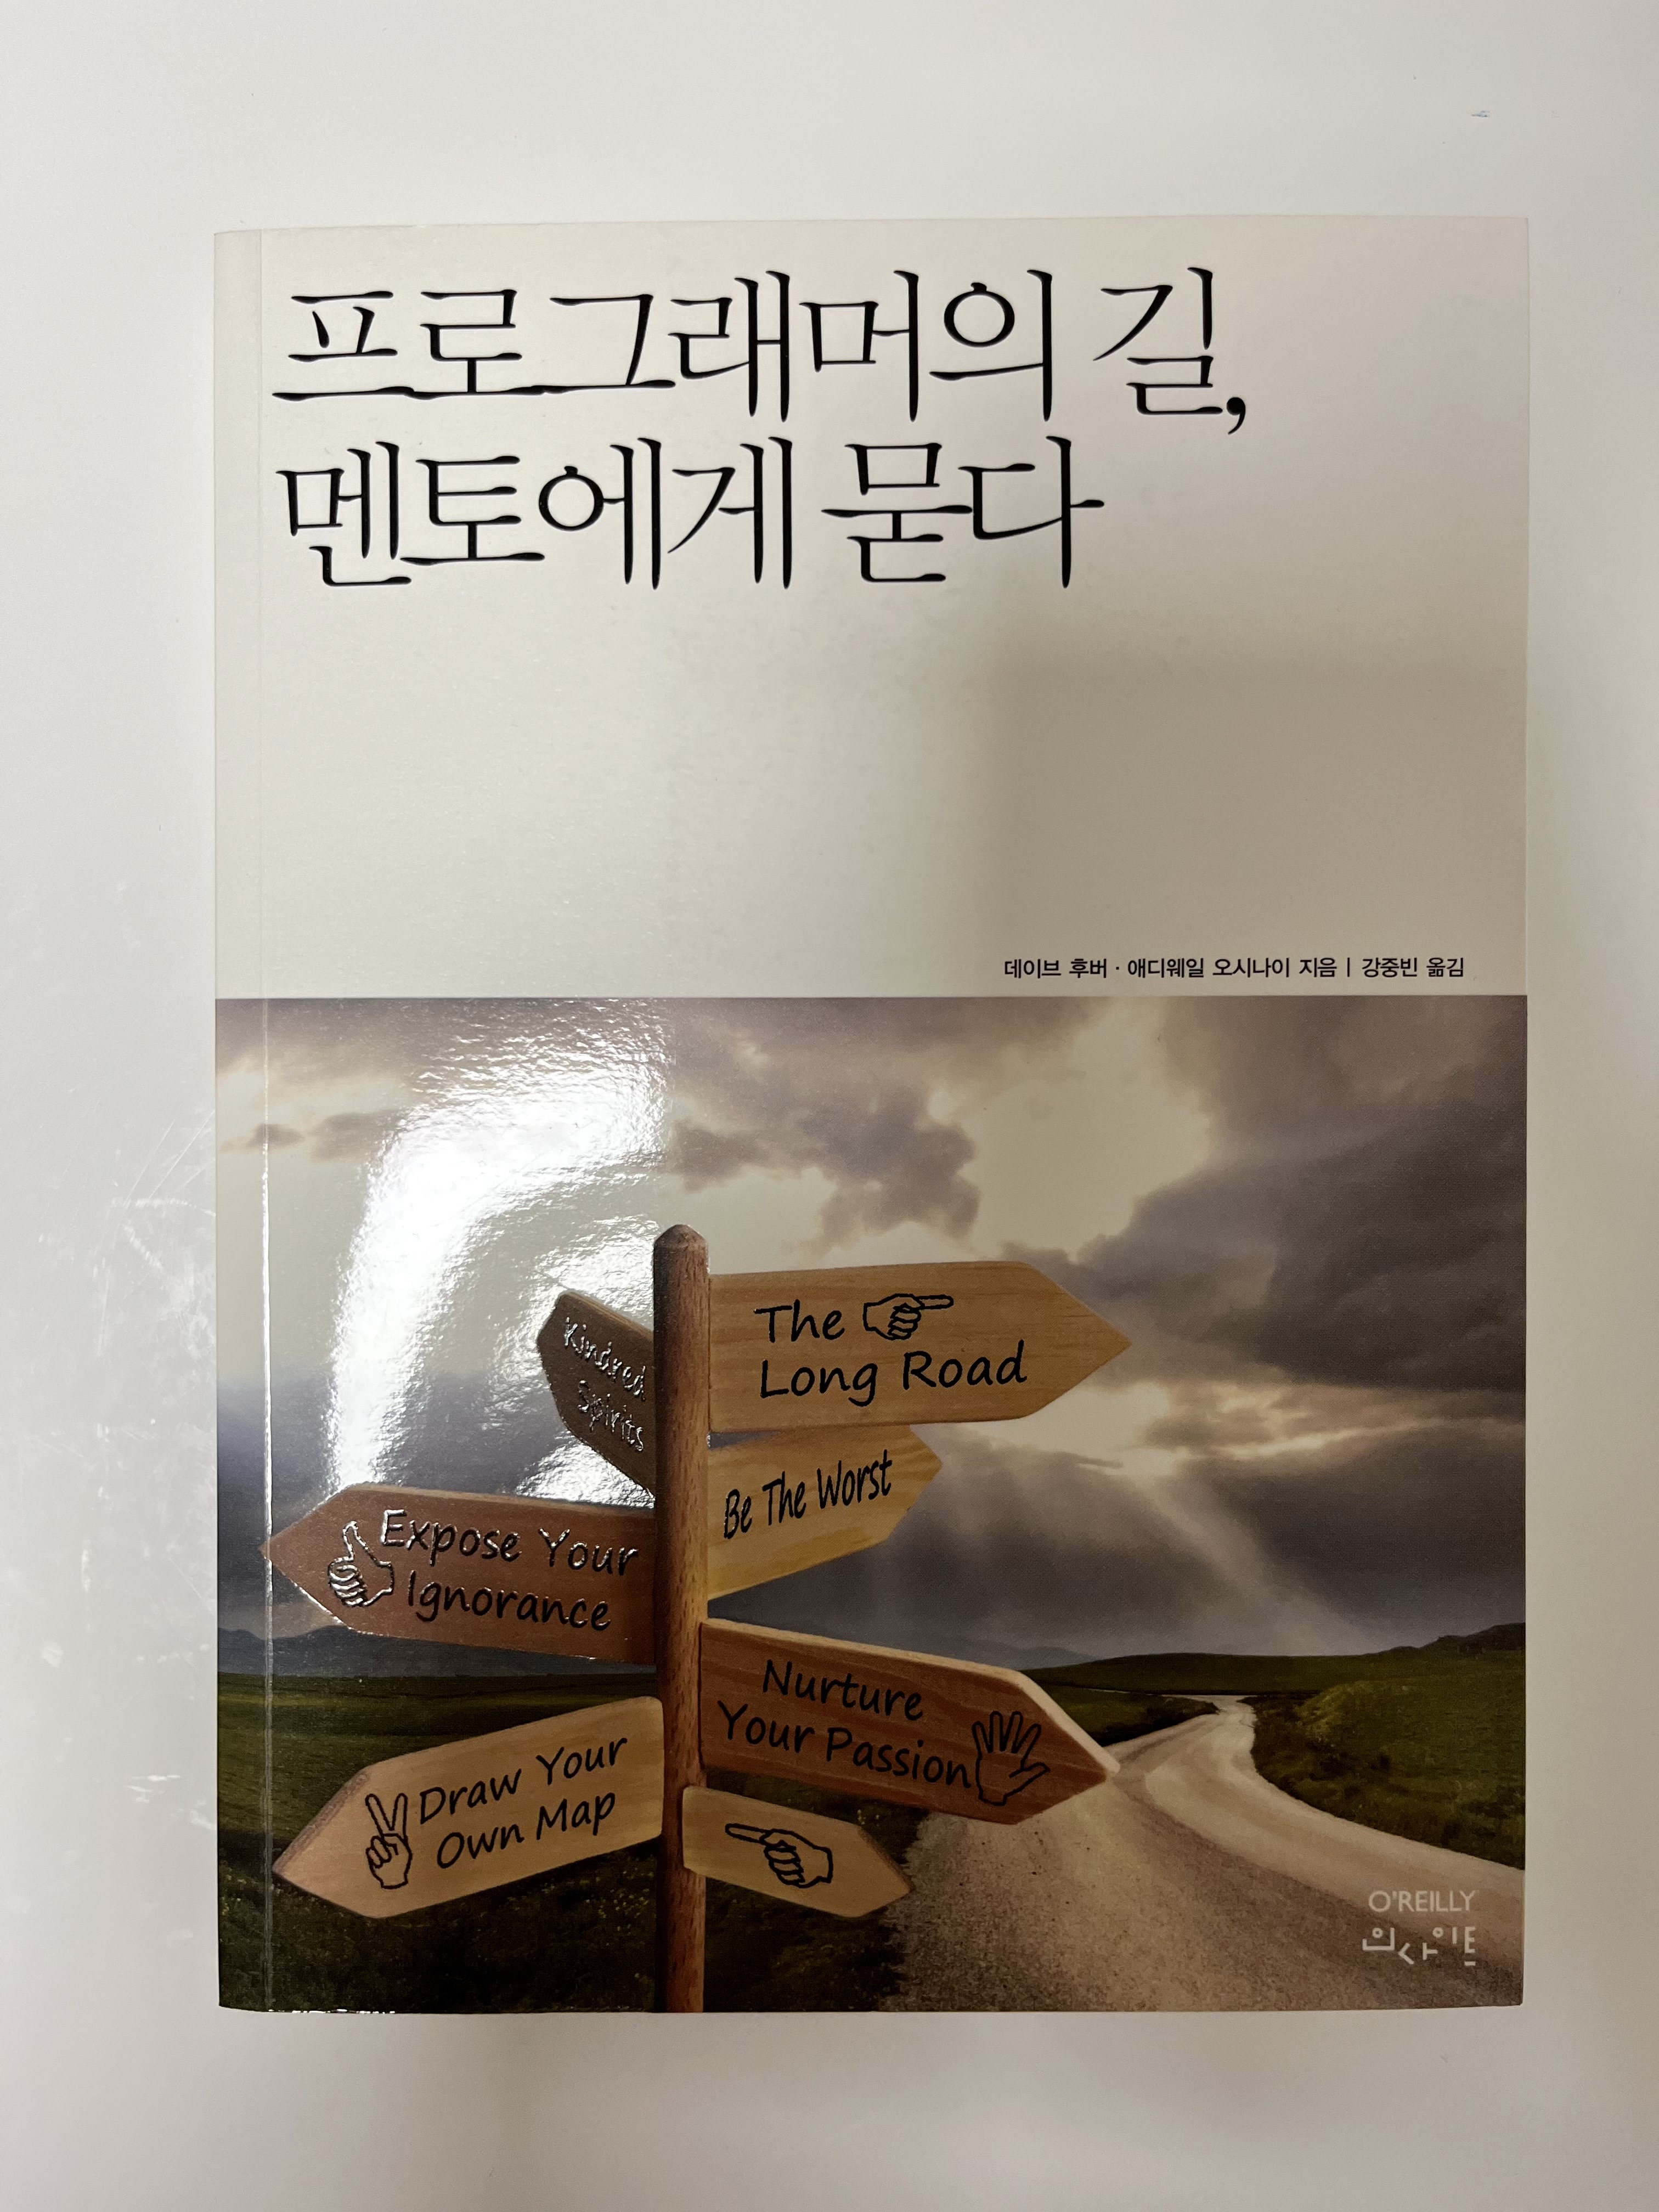 프로그래머의 길,
멘토에게 묻다
데이브 후버 · 애디웨일 오시나이 지음 | 강중빈 옮김
The
Long Road
Kindred
Spirits
Be The Worst
Expose Your
Ignorance
Nurture
Your Passion
Draw Your
Own Map
O'REILLY
인사이트